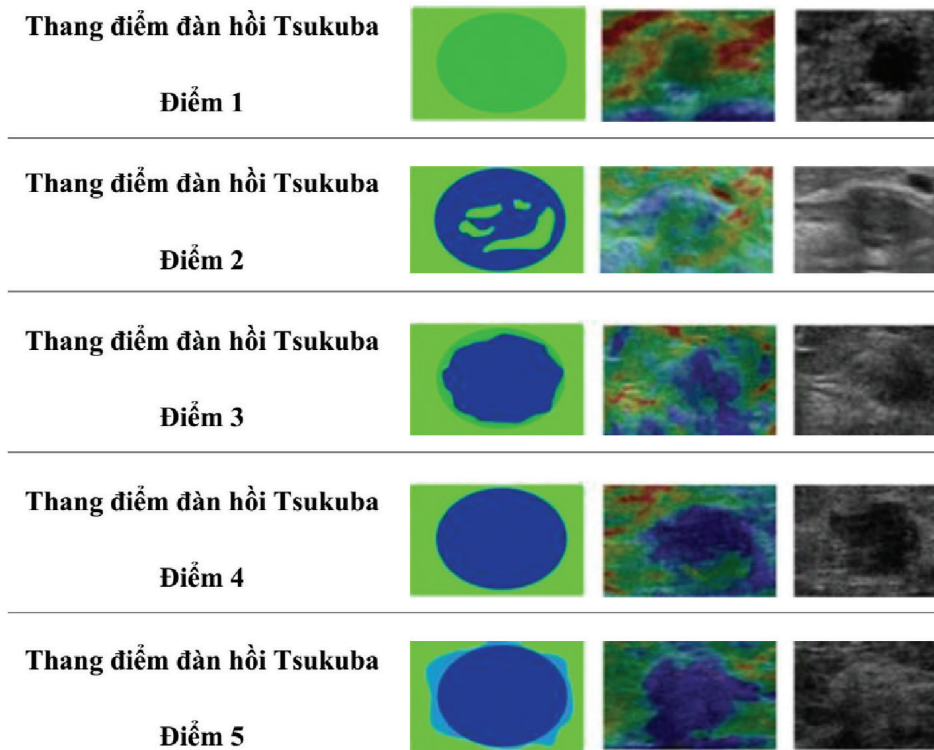 Thang điểm đàn hồi Tsukuba
Điểm 1
Thang điểm đàn hồi Tsukuba
Điểm 2
Thang điểm đàn hồi Tsukuba
Điểm 3
Thang điểm đàn hồi Tsukuba
Điểm 4
Thang điểm đàn hồi Tsukuba
Điểm 5